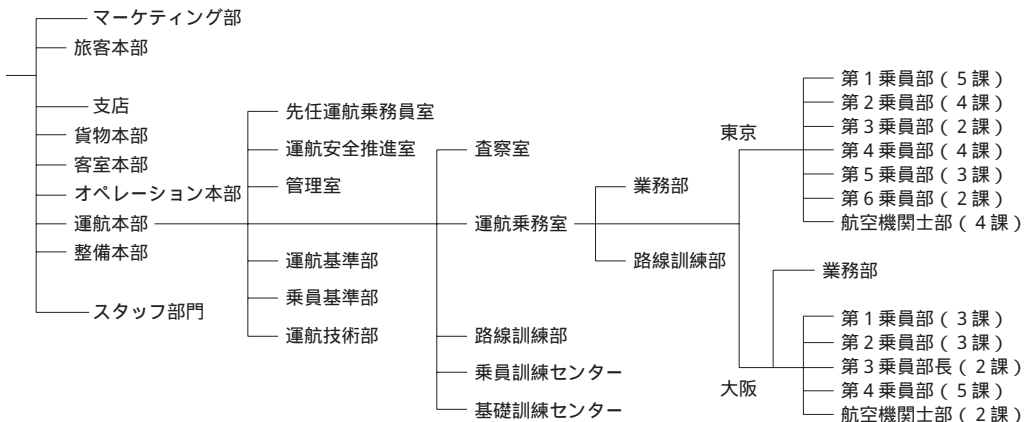 マーケティング部
旅客本部
支店
貨物本部
客室本部
オペレーション本部
運航本部
整備本部
スタッフ部門
先任運航乗務員室
運航安全推進室
管理室
運航基準部
乗員基準部
運航技術部
査察室
運航乗務室
路線訓練部
乗員訓練センター
基礎訓練センター
業務部
路線訓練部
東京
第1乗員部(5課)
第2乗員部(4課)
第3乗員部(2課)
第4乗員部(4課)
第5乗員部(3課)
第6乗員部(2課)
航空機関士部(4課)
大阪
業務部
第1乗員部(3課)
第2乗員部(3課)
第3乗員部長(2課)
第4乗員部(5課)
航空機関士部(2課)